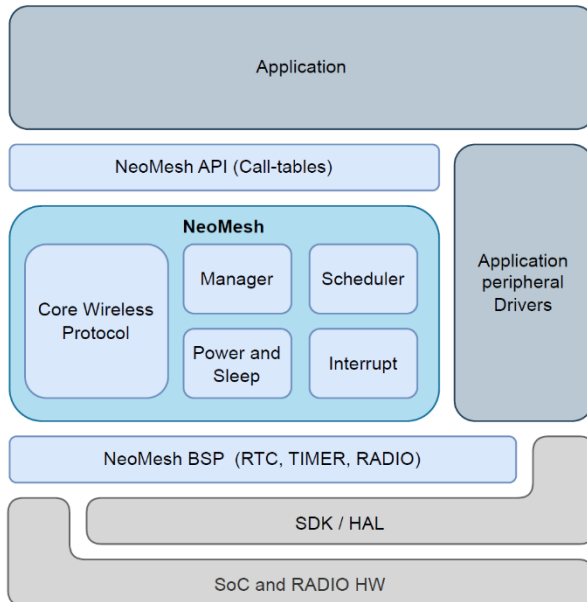 Application
NeoMesh API (Call-tables)
NeoMesh
Core Wireless
Protocol
Manager
Scheduler
Power and
Sleep
Interrupt
Application
peripheral
Drivers
NeoMesh BSP (RTC, TIMER, RADIO)
SDK / HAL
SoC and RADIO HW